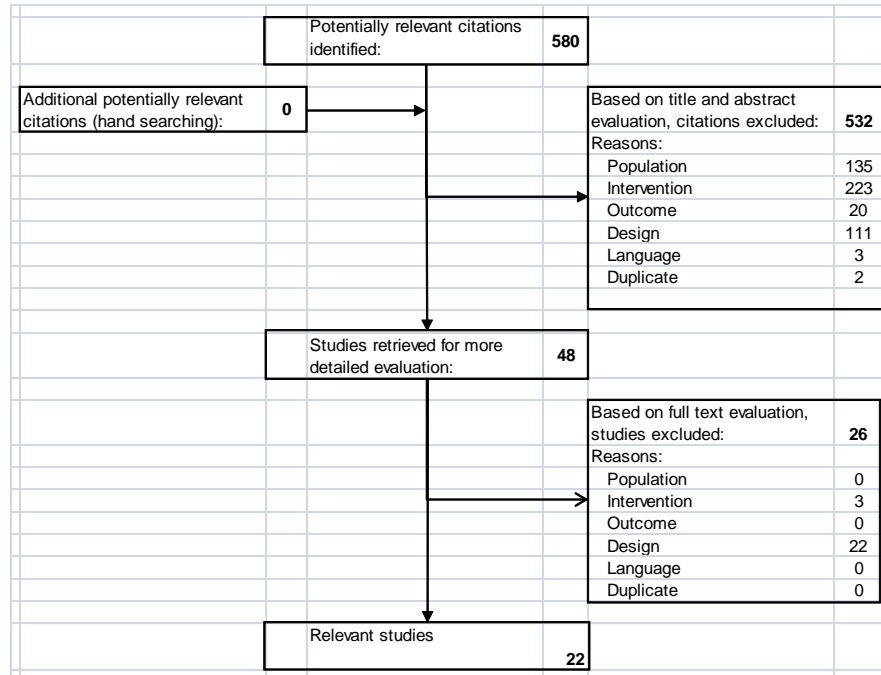 Potentially relevant citations
identified: 580
Additional potentially relevant
citations (hand searching): 0
Based on title and abstract
evaluation, citations excluded: 532
Reasons:
Population 135
Intervention 223
Outcome 20
Design 111
Language 3
Duplicate 2
Studies retrieved for more
detailed evaluation: 48
Based on full text evaluation,
studies excluded: 26
Reasons:
Population 0
Intervention 3
Outcome 0
Design 22
Language 0
Duplicate 0
Relevant studies
22